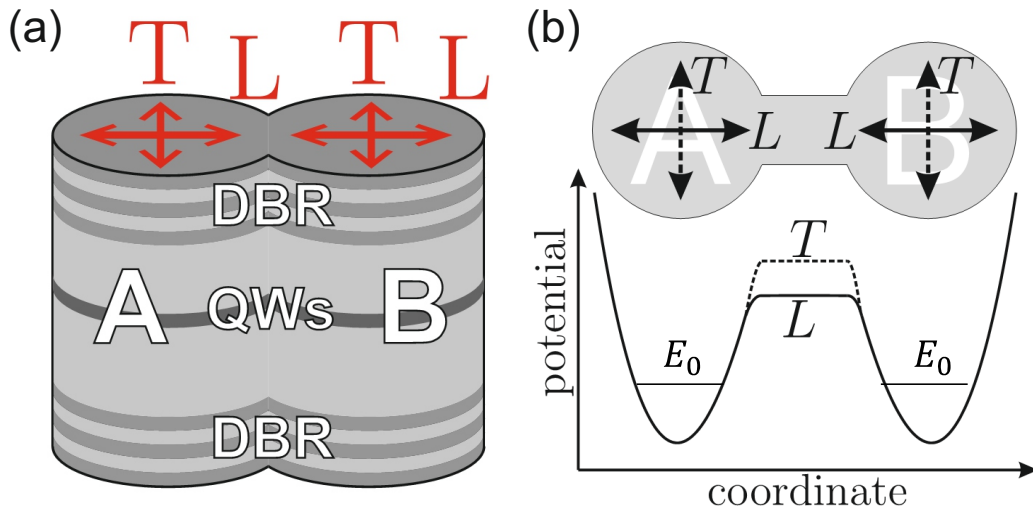 (a)
T L T L
DBR
A QWs B
DBR
(b)
T T
A L L B
potential
T
L
E₀ E₀
coordinate